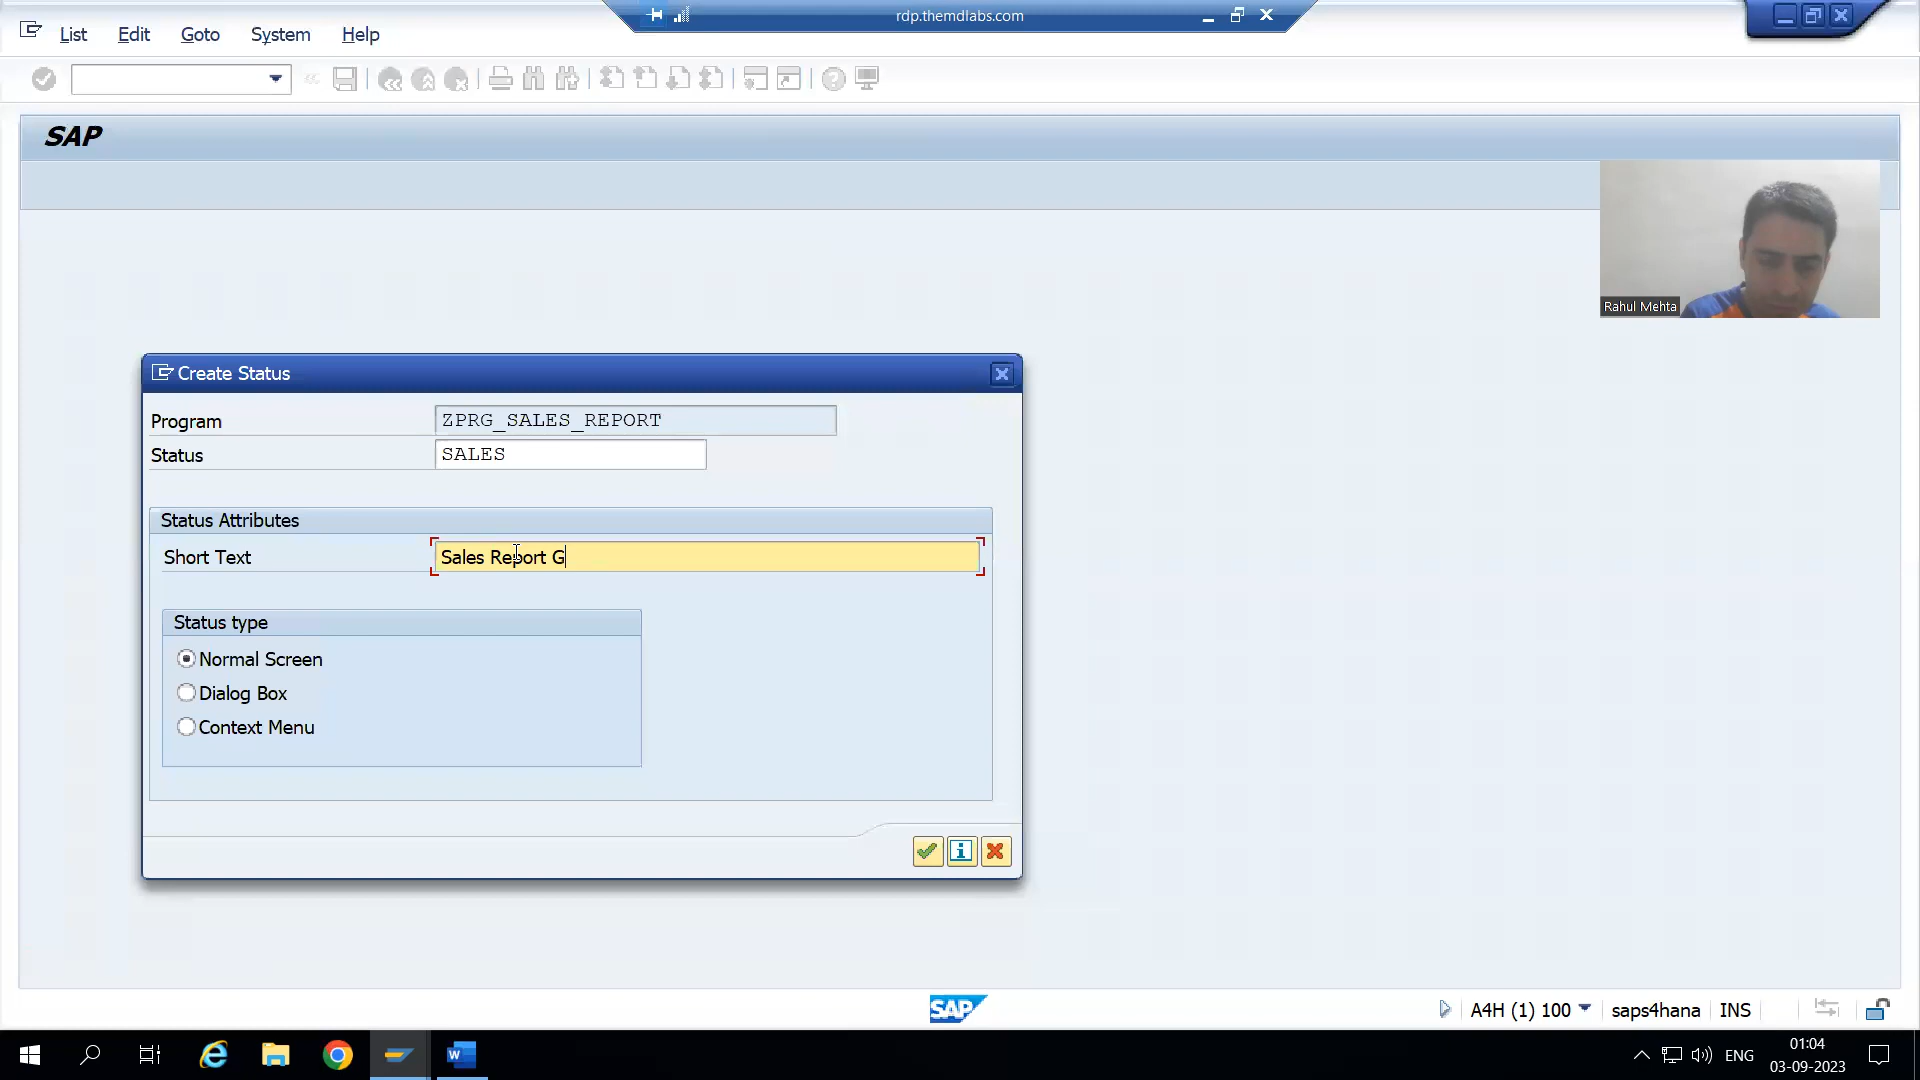 rdp.themdlabs.com
List Edit Goto System Help
SAP
Rahul Mehta
Create Status
Program ZPRG_SALES_REPORT
Status SALES
Status Attributes
Short Text Sales Report G
Status type
Normal Screen
Dialog Box
Context Menu
SAP A4H (1) 100 saps4hana INS
ENG 01:04
03-09-2023